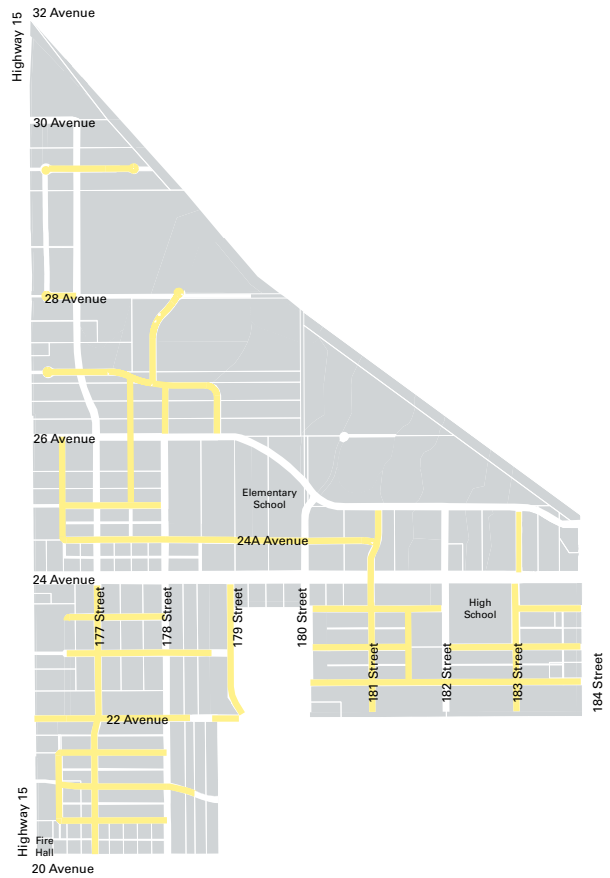 32 Avenue
Highway 15
30 Avenue
28 Avenue
26 Avenue
Elementary
School
24A Avenue
24 Avenue
177 Street
178 Street
179 Street
180 Street
High
School
181 Street
182 Street
183 Street
184 Street
22 Avenue
Highway 15
Fire
Hall
20 Avenue